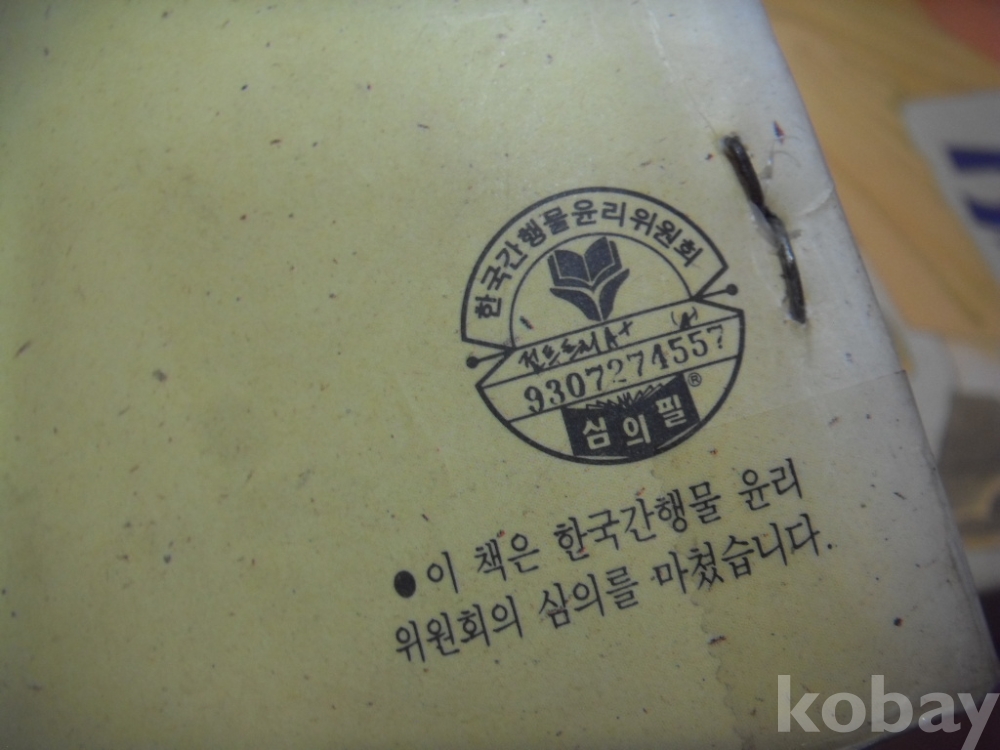 한국간행물윤리위원회
A+
9307274557
®
심의필
●이 책은 한국간행물 윤리
위원회의 심의를 마쳤습니다.
kobay